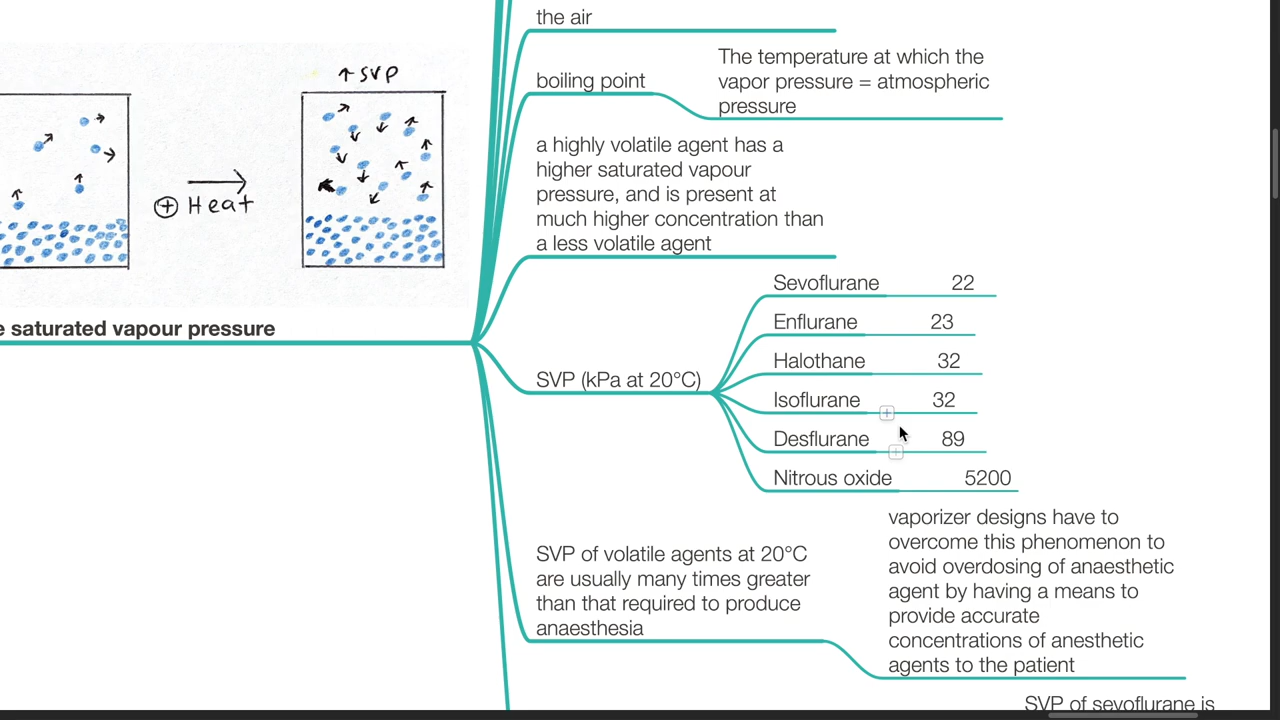 the air
↑ SVP
The temperature at which the
vapor pressure = atmospheric
pressure
boiling point
⊕ Heat
a highly volatile agent has a
higher saturated vapour
pressure, and is present at
much higher concentration than
a less volatile agent
e saturated vapour pressure
SVP (kPa at 20°C)
Sevoflurane 22
Enflurane 23
Halothane 32
Isoflurane 32
Desflurane 89
Nitrous oxide 5200
SVP of volatile agents at 20°C
are usually many times greater
than that required to produce
anaesthesia
vaporizer designs have to
overcome this phenomenon to
avoid overdosing of anaesthetic
agent by having a means to
provide accurate
concentrations of anesthetic
agents to the patient
SVP of sevoflurane is